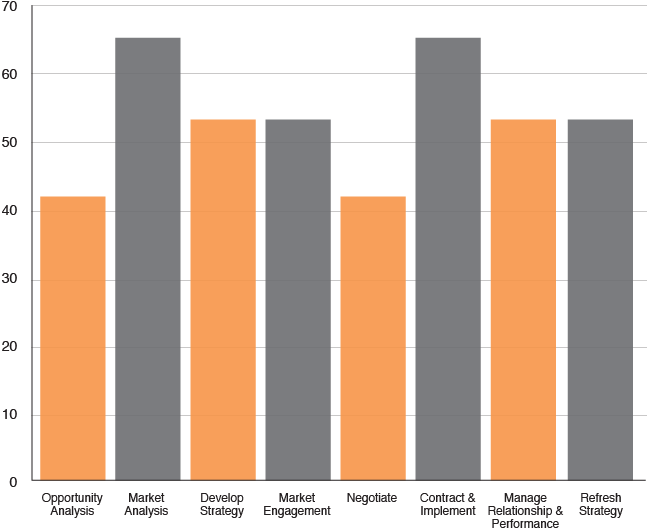 70
60
50
40
30
20
10
0
Opportunity
Analysis
Market
Analysis
Develop
Strategy
Market
Engagement
Negotiate
Contract &
Implement
Manage
Relationship &
Performance
Refresh
Strategy